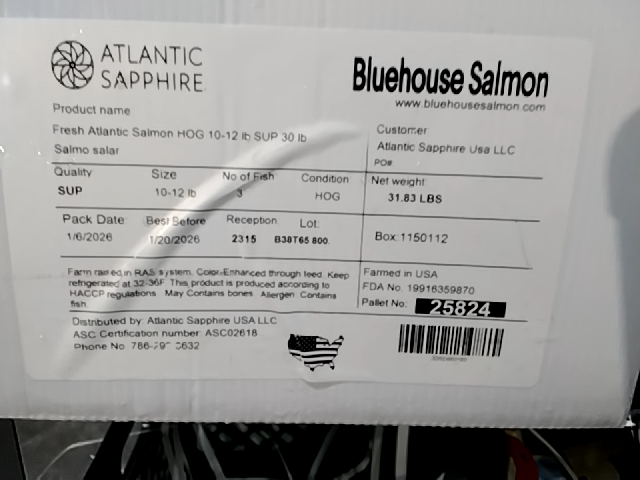 ATLANTIC
SAPPHIRE
Bluehouse Salmon
www.bluehousesalmon.com
Product name
Fresh Atlantic Salmon HOG 10-12 lb SUP 30 lb
Salmo salar
Customer
Atlantic Sapphire Usa LLC
PO#
Quality Size No of Fish Condition
SUP 10-12 lb 3 HOG
Net weight
31.83 LBS
Pack Date Best Before Reception Lot:
1/6/2026 1/20/2026 2315 B38T65 800
Box 1150112
Farm raised in RAS system. Color-Enhanced through feed. Keep
refrigerated at 32-36F. This product is produced according to
HACCP regulations. May Contains bones. Allergen: Contains
fish
Farmed in USA
FDA No. 19916359870
Pallet No: 25824
Distributed by: Atlantic Sapphire USA LLC
ASC Certification number: ASC02618
Phone No